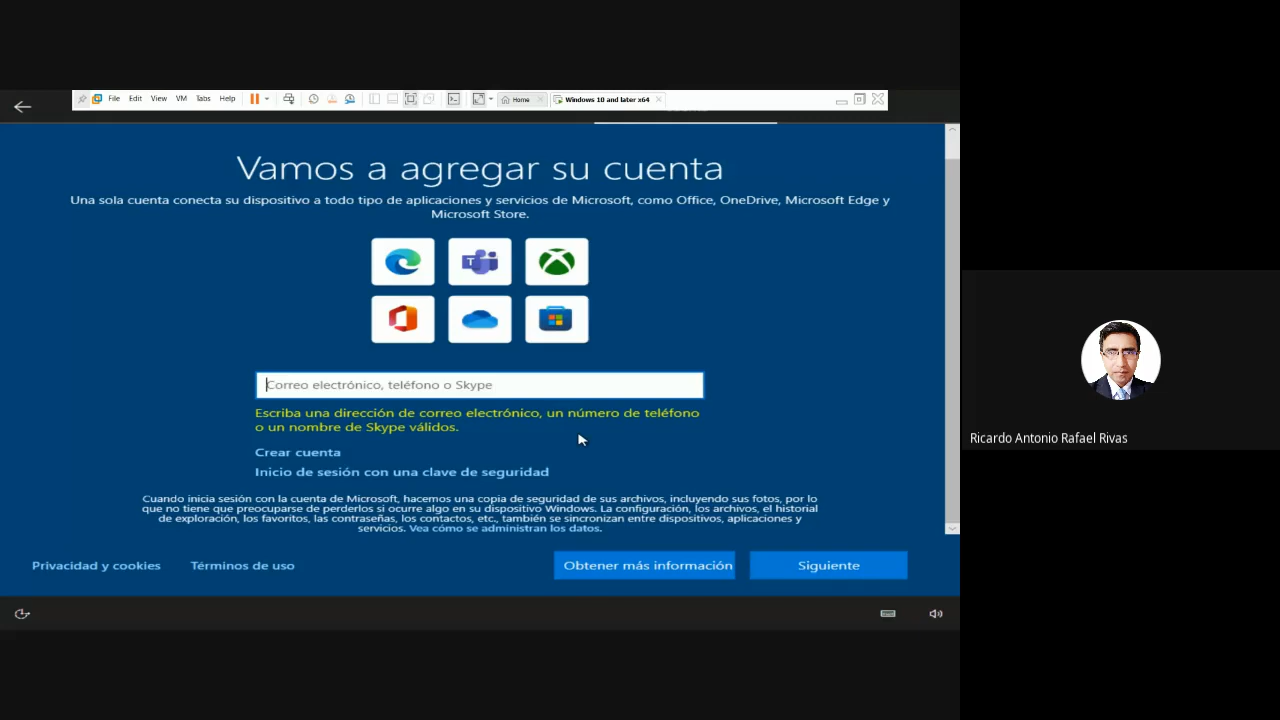 File Edit View VM Tabs Help Home Windows 10 and later x64
Vamos a agregar su cuenta
Una sola cuenta conecta su dispositivo a todo tipo de aplicaciones y servicios de Microsoft, como Office, OneDrive, Microsoft Edge y
Microsoft Store.
Correo electrónico, teléfono o Skype
Escriba una dirección de correo electrónico, un número de teléfono
o un nombre de Skype válidos.
Crear cuenta
Inicio de sesión con una clave de seguridad
Cuando inicia sesión con la cuenta de Microsoft, hacemos una copia de seguridad de sus archivos, incluyendo sus fotos, por lo
que no tiene que preocuparse de perderlos si ocurre algo en su dispositivo Windows. La configuración, los archivos, el historial
de exploración, los favoritos, las contraseñas, los contactos, etc., también se sincronizan entre dispositivos, aplicaciones y
servicios. Vea cómo se administran los datos.
Privacidad y cookies Términos de uso Obtener más información Siguiente
Ricardo Antonio Rafael Rivas